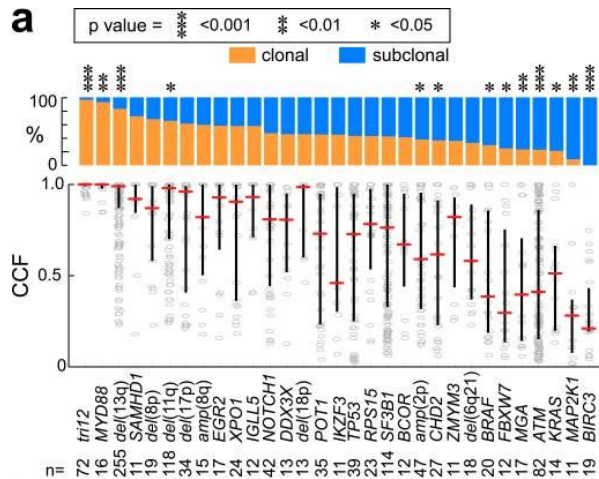 a
p value = *** <0.001 ** <0.01 * <0.05
clonal subclonal
*** ** *** * * * * * ** *** * ** ***
100
%
0
1.0
CCF
0.5
0
tri12 MYD88 del(13q) SAMHD1 del(8p) del(11q) del(17p) amp(8q) EGR2 XPO1 IGLL5 NOTCH1 DDX3X del(18p) POT1 IKZF3 TP53 RPS15 SF3B1 BCOR amp(2p) CHD2 ZMYM3 del(6q21) BRAF FBXW7 MGA ATM KRAS MAP2K1 BIRC3
n= 72 16 255 11 19 118 34 15 17 24 12 42 13 13 35 11 39 23 114 12 47 27 11 18 20 12 17 82 14 11 19